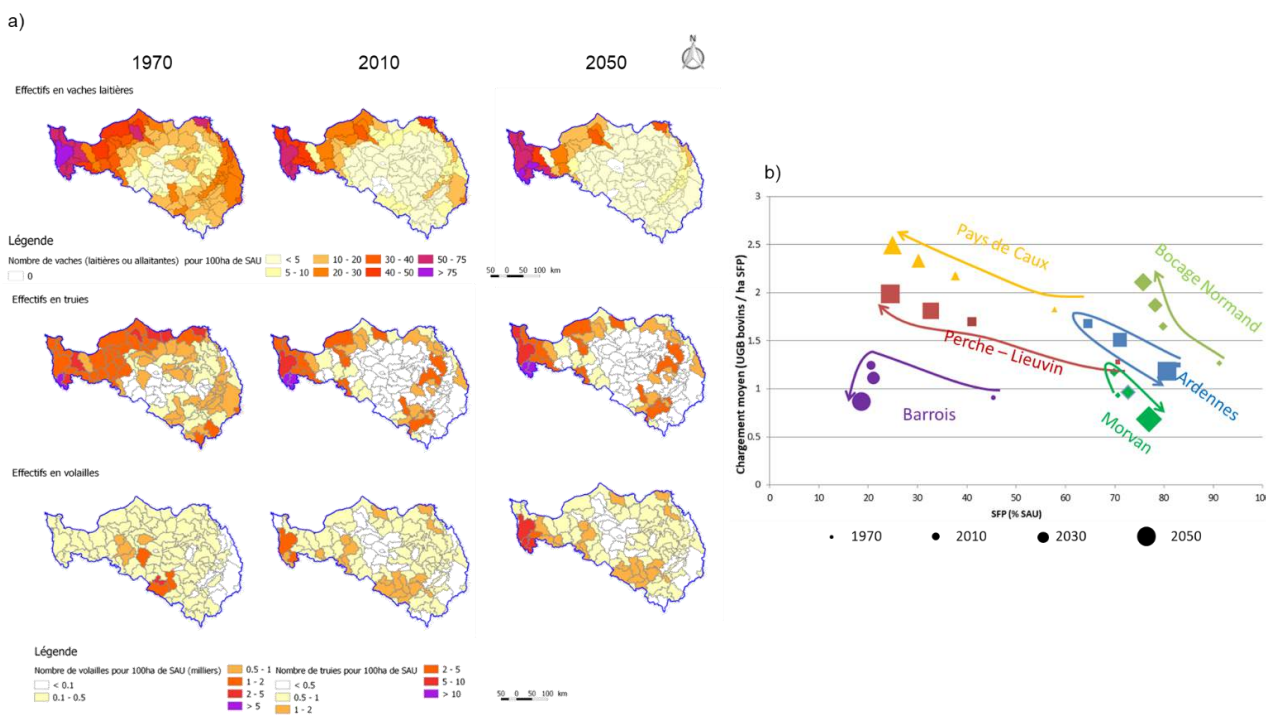 a)
1970
2010
2050
N
Effectifs en vaches laitières
Légende
Nombre de vaches (laitières ou allaitantes) pour 100ha de SAU
0
< 5
5 - 10
10 - 20
20 - 30
30 - 40
40 - 50
50 - 75
> 75
50 0 50 100 km
50 0 50 100 km
Effectifs en truies
Effectifs en volailles
Légende
Nombre de volailles pour 100ha de SAU (milliers)
< 0.1
0.1 - 0.5
0.5 - 1
1 - 2
2 - 5
> 5
Nombre de truies pour 100ha de SAU
< 0.5
0.5 - 1
1 - 2
2 - 5
5 - 10
> 10
50 0 50 100 km
b)
Chargement moyen (UGB Bovins / ha SFP)
3
2.5
2
1.5
1
0.5
0
0 10 20 30 40 50 60 70 80 90 10
SFP (% SAU)
Pays de Caux
Bocage Normand
Perche – Lieuvin
Ardennes
Barrois
Morvan
1970 2010 2030 2050